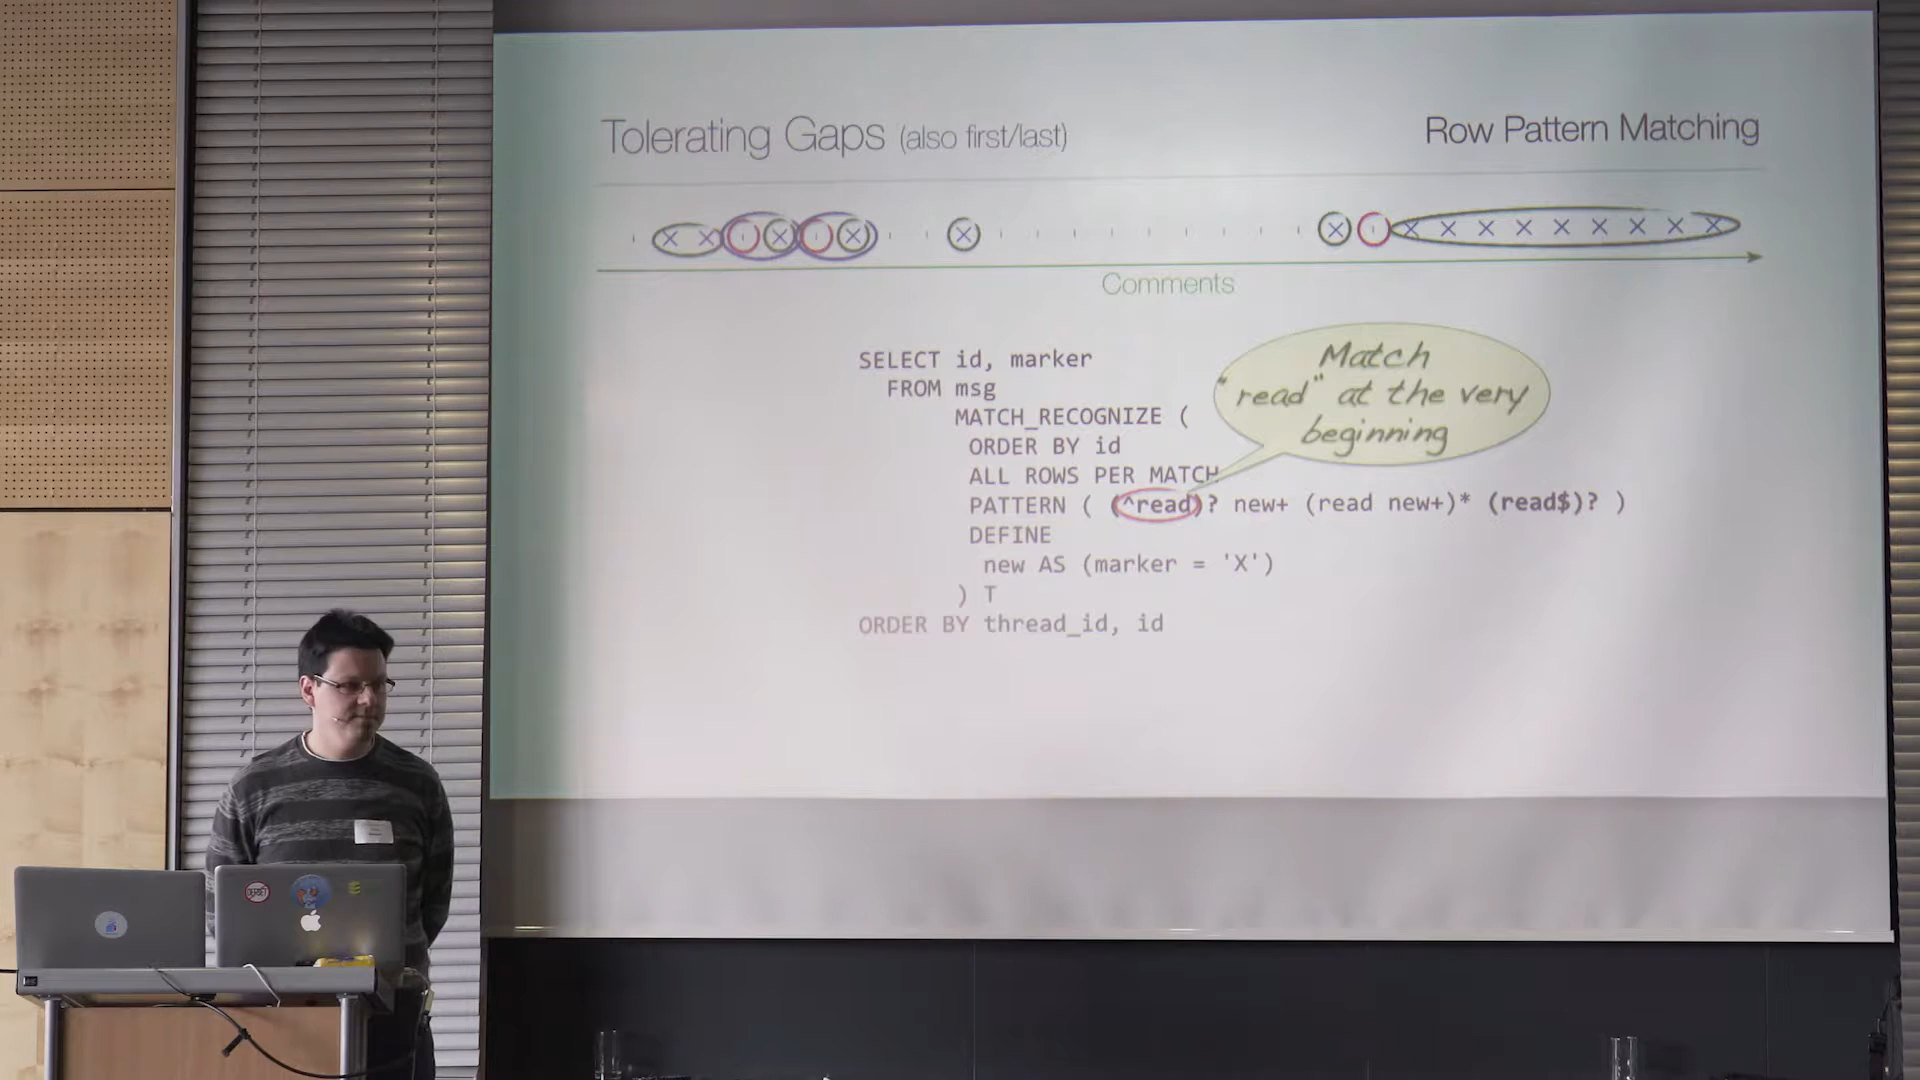 Tolerating Gaps (also first/last)
Row Pattern Matching
Comments
Match
"read" at the very
beginning
SELECT id, marker
FROM msg
MATCH_RECOGNIZE (
ORDER BY id
ALL ROWS PER MATCH
PATTERN ( (^read)? new+ (read new+)* (read$)? )
DEFINE
new AS (marker = 'X')
) T
ORDER BY thread_id, id